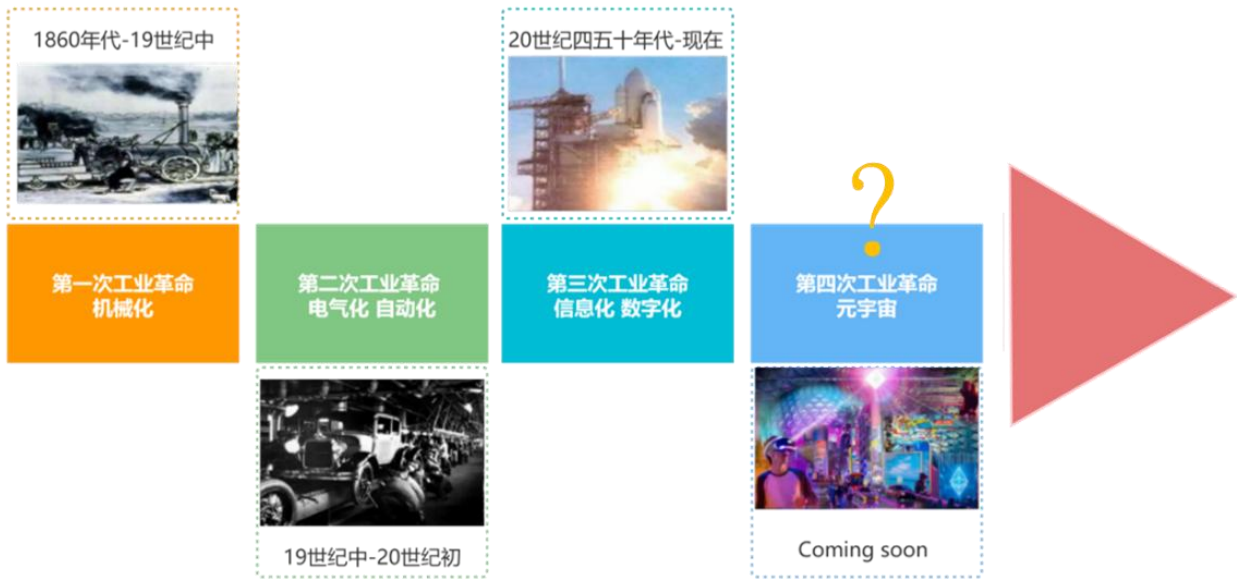 1860年代-19世纪中
20世纪四五十年代-现在
?
第一次工业革命
机械化
第二次工业革命
电气化 自动化
第三次工业革命
信息化 数字化
第四次工业革命
元宇宙
19世纪中-20世纪初
Coming soon